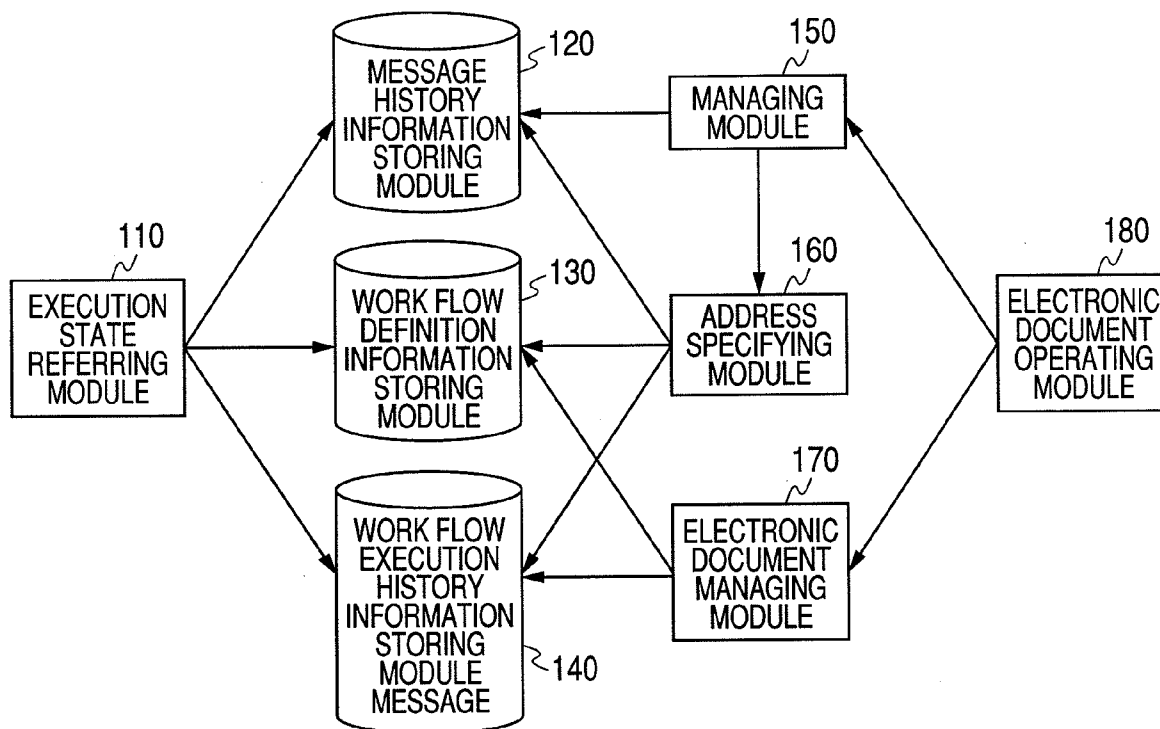 120
MESSAGE
HISTORY
INFORMATION
STORING
MODULE
150
MANAGING
MODULE
110
EXECUTION
STATE
REFERRING
MODULE
130
WORK FLOW
DEFINITION
INFORMATION
STORING
MODULE
160
ADDRESS
SPECIFYING
MODULE
180
ELECTRONIC
DOCUMENT
OPERATING
MODULE
WORK FLOW
EXECUTION
HISTORY
INFORMATION
STORING
MODULE
MESSAGE
140
170
ELECTRONIC
DOCUMENT
MANAGING
MODULE